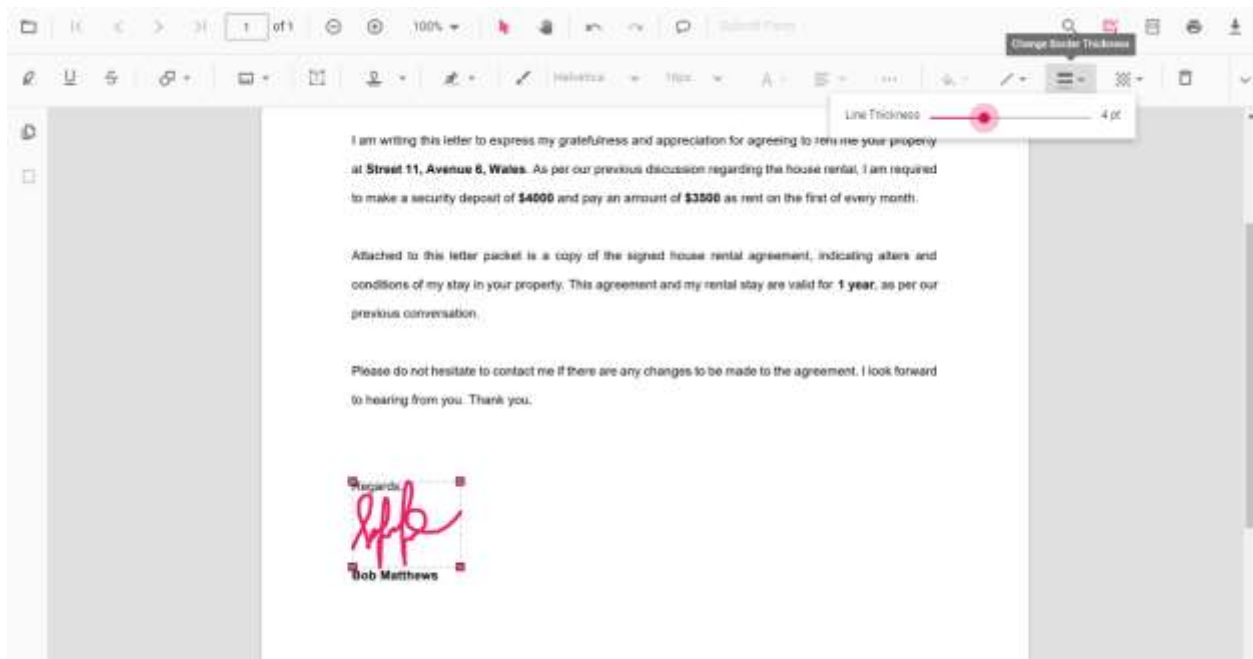 1 of 1 100% Submit Form
Change Border Thickness
Helvetica 16px
Line Thickness 4 pt
I am writing this letter to express my gratefulness and appreciation for agreeing to rent me your property
at Street 11, Avenue 6, Wales. As per our previous discussion regarding the house rental, I am required
to make a security deposit of $4000 and pay an amount of $3500 as rent on the first of every month.
Attached to this letter packet is a copy of the signed house rental agreement, indicating alters and
conditions of my stay in your property. This agreement and my rental stay are valid for 1 year, as per our
previous conversation.
Please do not hesitate to contact me if there are any changes to be made to the agreement. I look forward
to hearing from you. Thank you.
Regards,
Bob Matthews